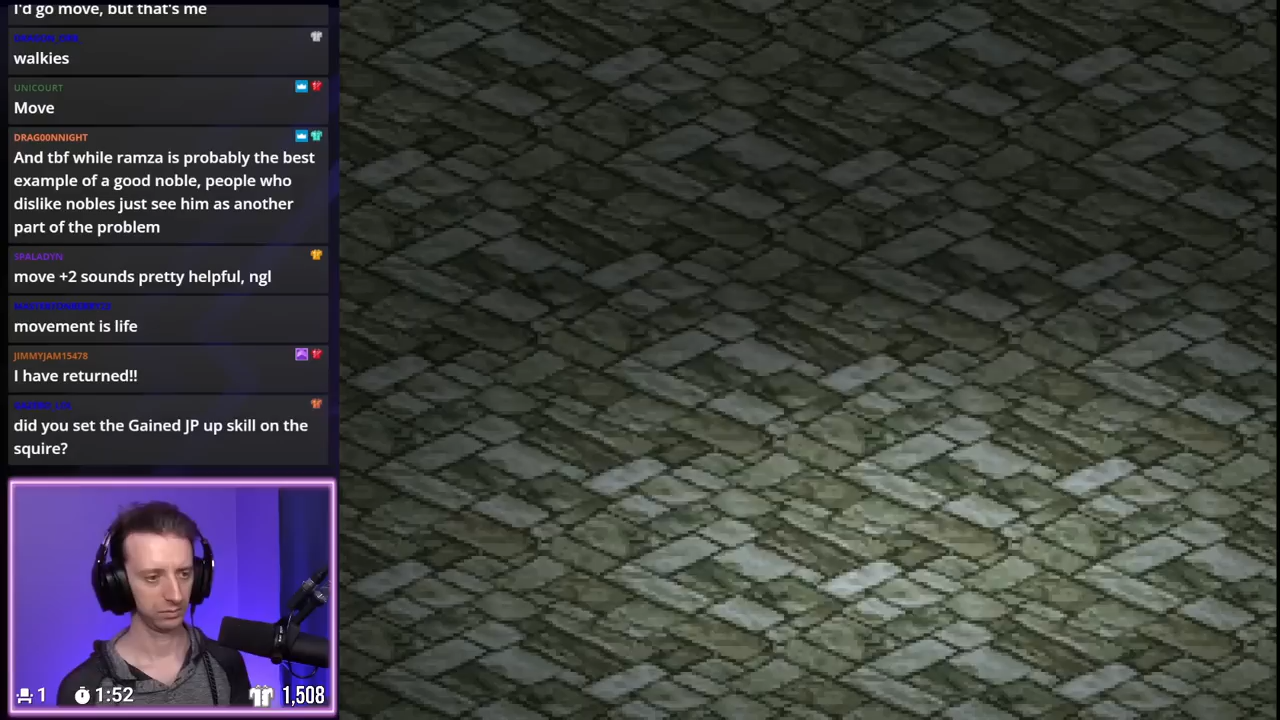 I'd go move, but that's me
walkies
UNICOURT
Move
DRAG00NNIGHT
And tbf while ramza is probably the best
example of a good noble, people who
dislike nobles just see him as another
part of the problem
SPALADYN
move +2 sounds pretty helpful, ngl
movement is life
JIMMYJAM15478
I have returned!!
did you set the Gained JP up skill on the
squire?
1
1:52
1,508